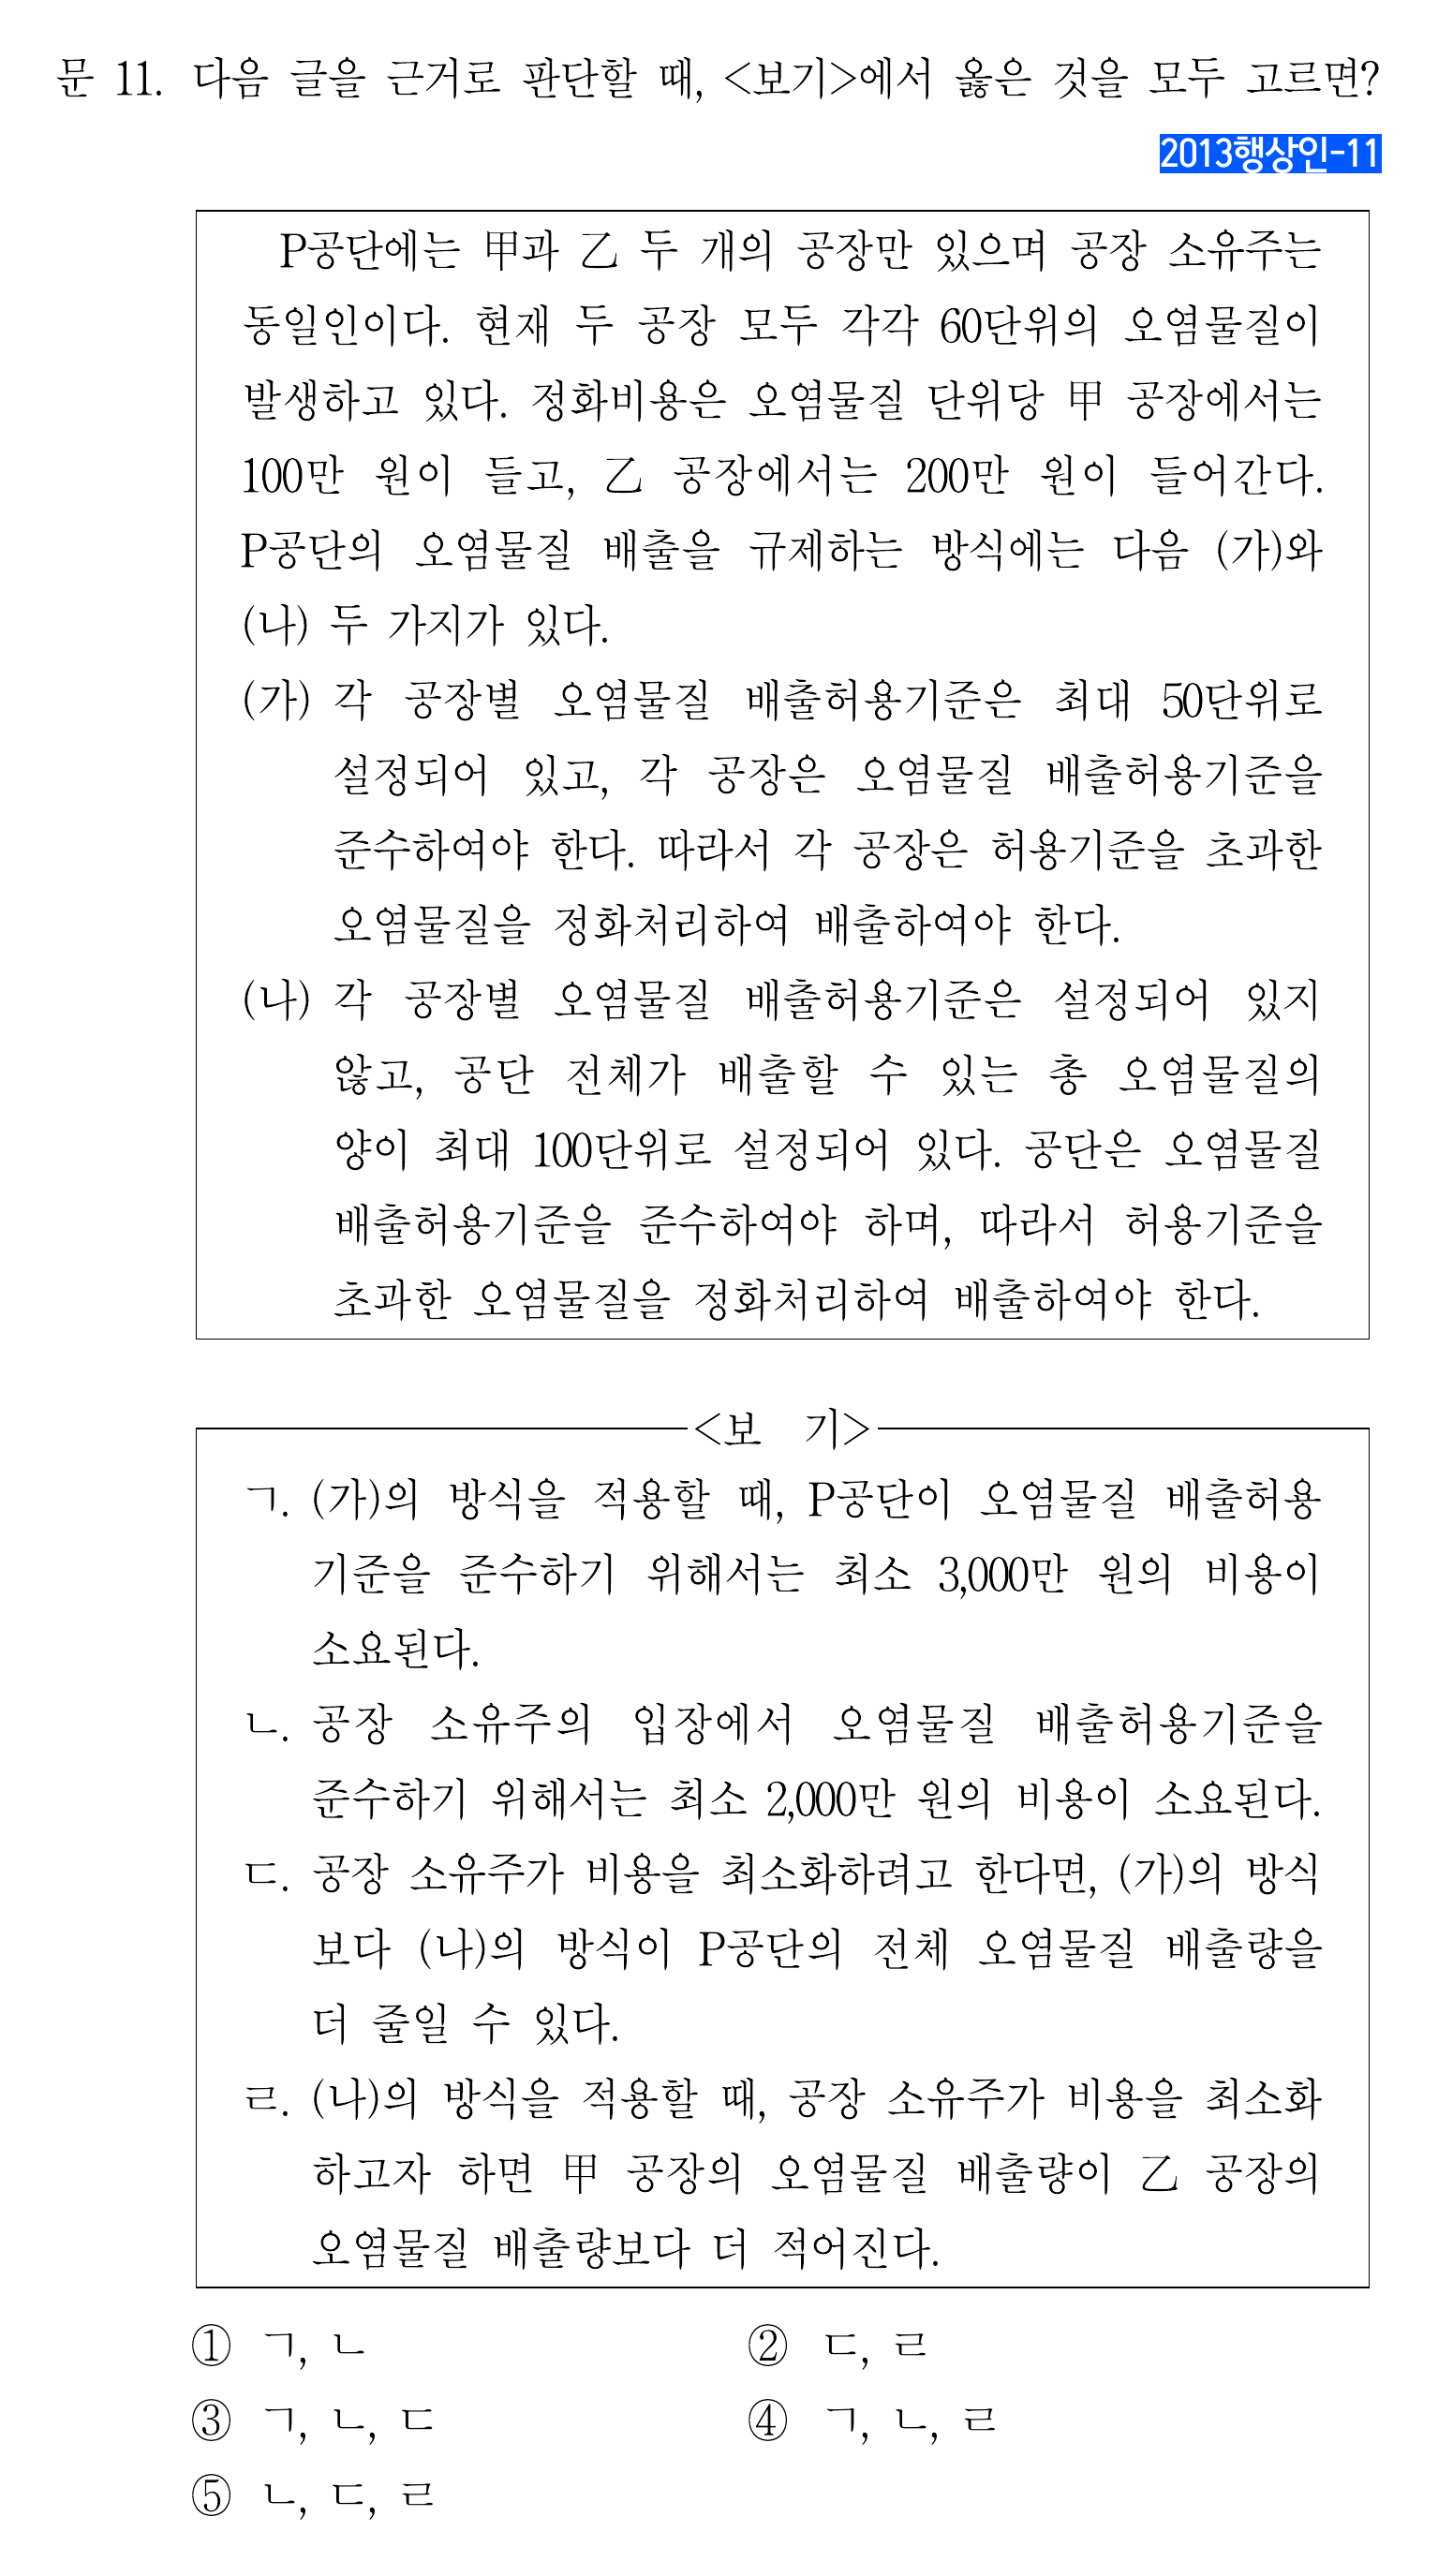 문 11. 다음 글을 근거로 판단할 때, <보기>에서 옳은 것을 모두 고르면?
2013행상인-11
P공단에는 甲과 乙 두 개의 공장만 있으며 공장 소유주는
동일인이다. 현재 두 공장 모두 각각 60단위의 오염물질이
발생하고 있다. 정화비용은 오염물질 단위당 甲 공장에서는
100만 원이 들고, 乙 공장에서는 200만 원이 들어간다.
P공단의 오염물질 배출을 규제하는 방식에는 다음 (가)와
(나) 두 가지가 있다.
(가) 각 공장별 오염물질 배출허용기준은 최대 50단위로
설정되어 있고, 각 공장은 오염물질 배출허용기준을
준수하여야 한다. 따라서 각 공장은 허용기준을 초과한
오염물질을 정화처리하여 배출하여야 한다.
(나) 각 공장별 오염물질 배출허용기준은 설정되어 있지
않고, 공단 전체가 배출할 수 있는 총 오염물질의
양이 최대 100단위로 설정되어 있다. 공단은 오염물질
배출허용기준을 준수하여야 하며, 따라서 허용기준을
초과한 오염물질을 정화처리하여 배출하여야 한다.
<보 기>
ㄱ. (가)의 방식을 적용할 때, P공단이 오염물질 배출허용
기준을 준수하기 위해서는 최소 3,000만 원의 비용이
소요된다.
ㄴ. 공장 소유주의 입장에서 오염물질 배출허용기준을
준수하기 위해서는 최소 2,000만 원의 비용이 소요된다.
ㄷ. 공장 소유주가 비용을 최소화하려고 한다면, (가)의 방식
보다 (나)의 방식이 P공단의 전체 오염물질 배출량을
더 줄일 수 있다.
ㄹ. (나)의 방식을 적용할 때, 공장 소유주가 비용을 최소화
하고자 하면 甲 공장의 오염물질 배출량이 乙 공장의
오염물질 배출량보다 더 적어진다.
① ㄱ, ㄴ ② ㄷ, ㄹ
③ ㄱ, ㄴ, ㄷ ④ ㄱ, ㄴ, ㄹ
⑤ ㄴ, ㄷ, ㄹ